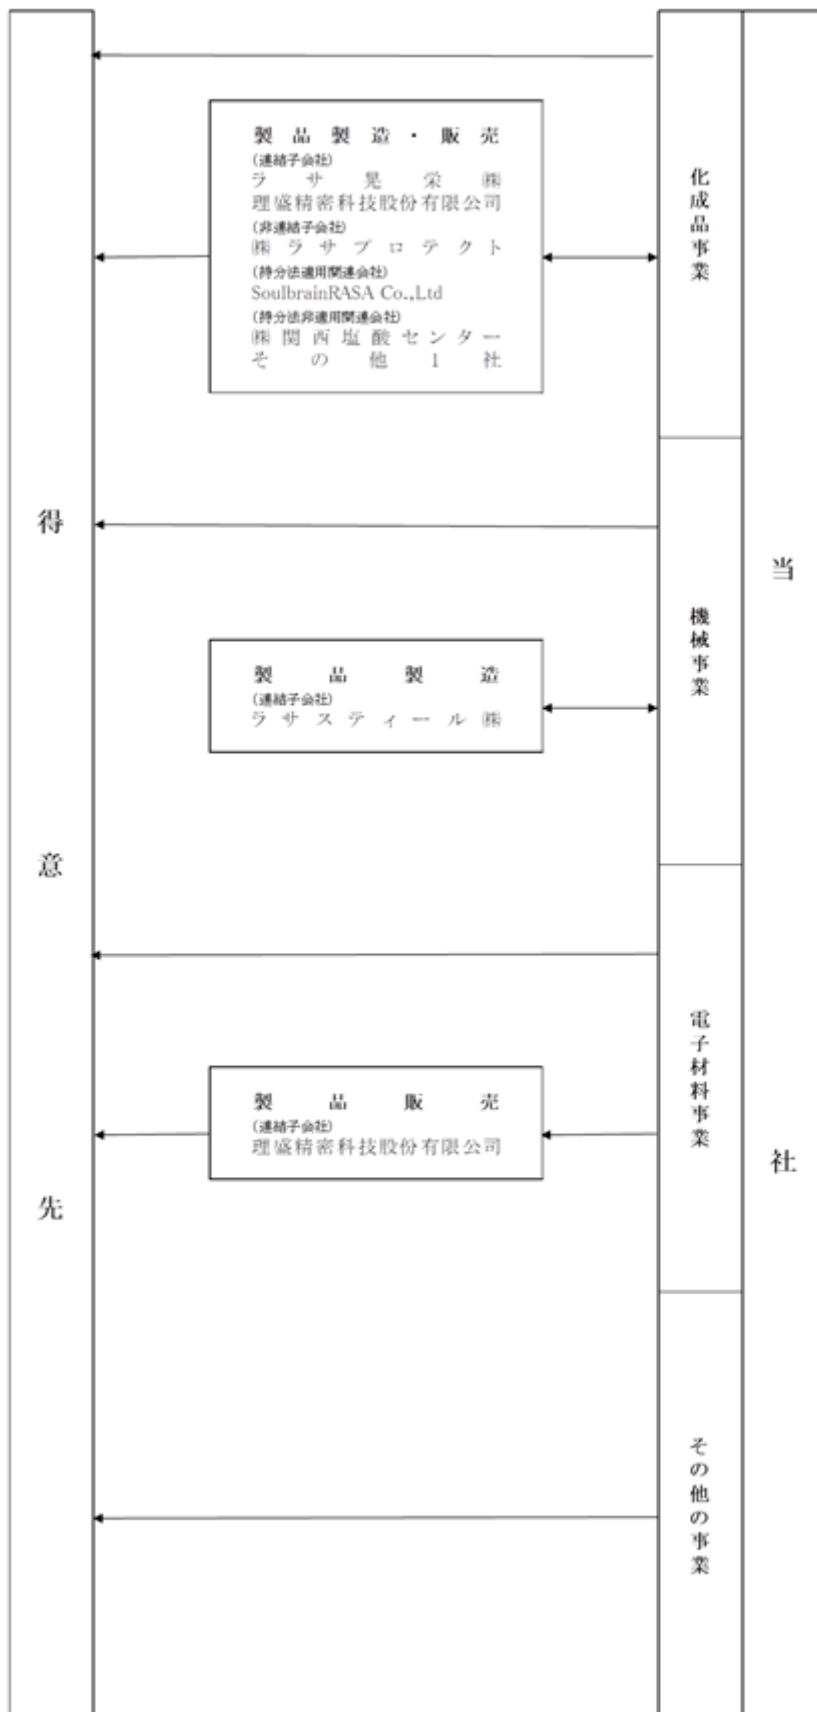 得意先
製品製造・販売
(連結子会社)
ラサ晃栄㈱
理盛精密科技股份有限公司
(非連結子会社)
㈱ラサプロテクト
(持分法適用関連会社)
SoulbrainRASA Co.,Ltd
(持分法非適用関連会社)
㈱関西塩酸センター
その他1社
製品製造
(連結子会社)
ラサスティール㈱
製品販売
(連結子会社)
理盛精密科技股份有限公司
化成品事業
機械事業
電子材料事業
その他の事業
当社